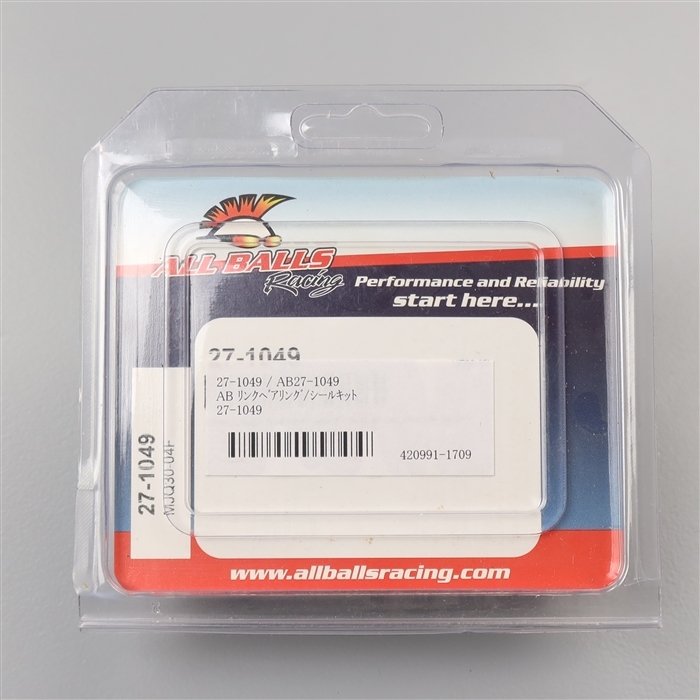 ALL BALLS
Racing
Performance and Reliability
start here....
27-1049
27-1049 / AB27-1049
AB ﾘﾝｸﾍﾞｱﾘﾝｸﾞ/シールキット
27-1049
420991-1709
27-1049
MJQ30-04F
www.allballsracing.com